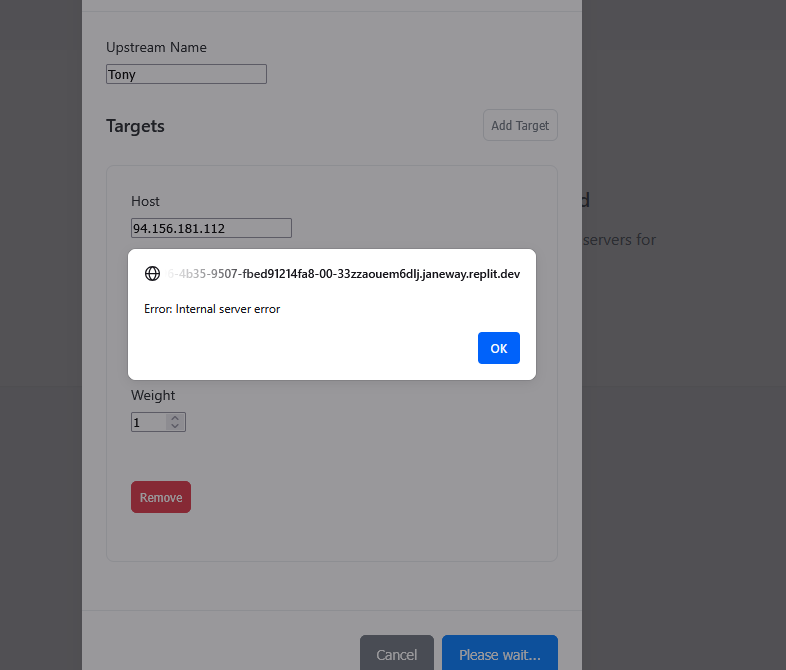 Upstream Name
Tony
Targets
Add Target
Host
94.156.181.112
d
servers for
6-4b35-9507-fbed91214fa8-00-33zzaouem6dlj.janeway.replit.dev
Error: Internal server error
OK
Weight
1
Remove
Cancel
Please wait...